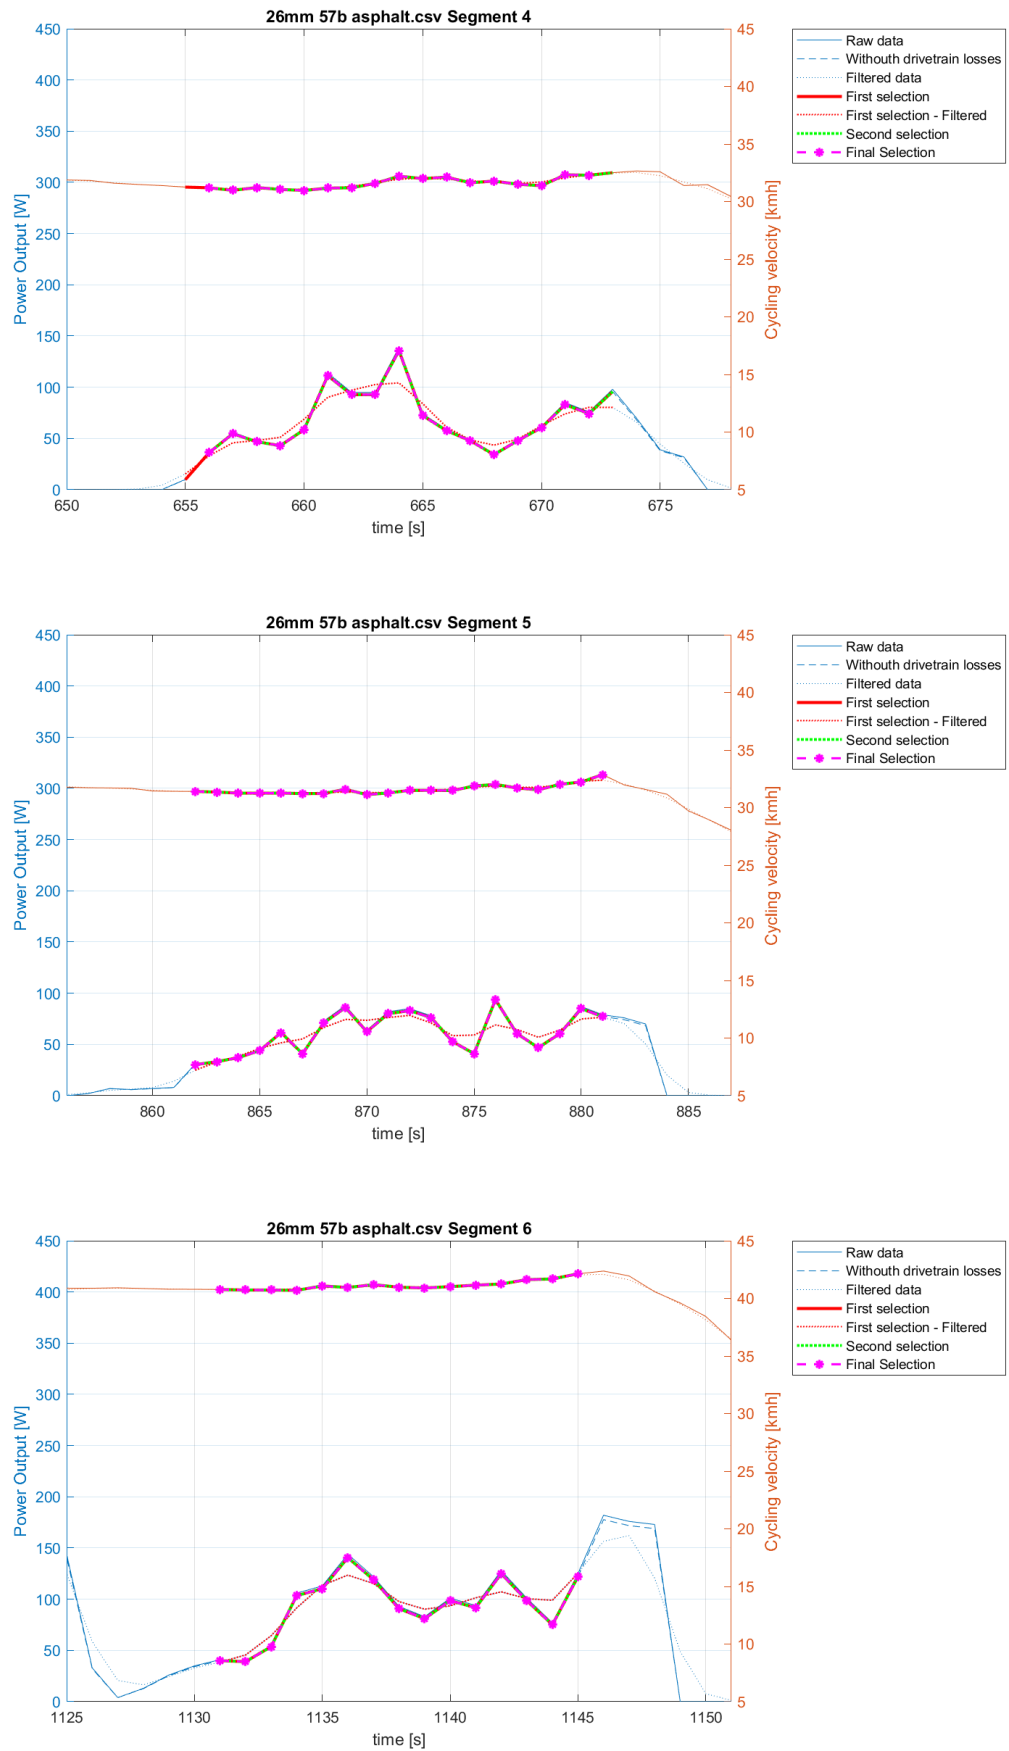 26mm 57b asphalt.csv Segment 4
450
400
350
300
250
200
150
100
50
0
Power Output [W]
45
40
35
30
25
20
15
10
5
Cycling velocity [kmh]
650 655 660 665 670 675
time [s]
Raw data
Withouth drivetrain losses
Filtered data
First selection
First selection - Filtered
Second selection
Final Selection
26mm 57b asphalt.csv Segment 5
450
400
350
300
250
200
150
100
50
0
Power Output [W]
45
40
35
30
25
20
15
10
5
Cycling velocity [kmh]
860 865 870 875 880 885
time [s]
Raw data
Withouth drivetrain losses
Filtered data
First selection
First selection - Filtered
Second selection
Final Selection
26mm 57b asphalt.csv Segment 6
450
400
350
300
250
200
150
100
50
0
Power Output [W]
45
40
35
30
25
20
15
10
5
Cycling velocity [kmh]
1125 1130 1135 1140 1145 1150
time [s]
Raw data
Withouth drivetrain losses
Filtered data
First selection
First selection - Filtered
Second selection
Final Selection